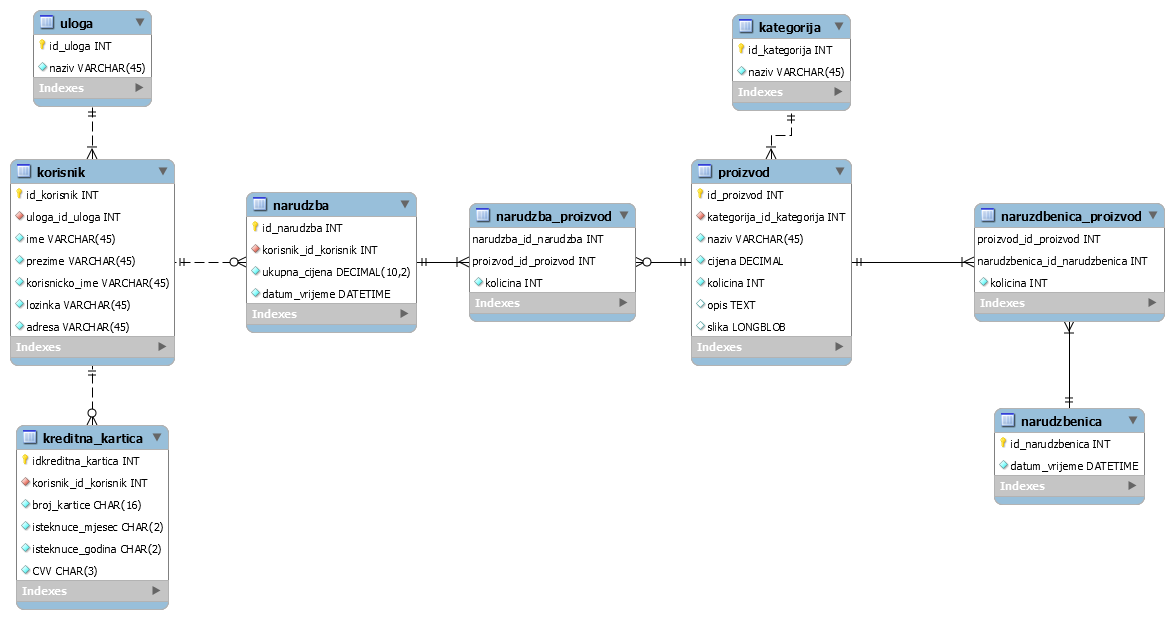 uloga
id_uloga INT
naziv VARCHAR(45)
Indexes
kategorija
id_kategorija INT
naziv VARCHAR(45)
Indexes
korisnik
id_korisnik INT
uloga_id_uloga INT
ime VARCHAR(45)
prezime VARCHAR(45)
korisnicko_ime VARCHAR(45)
lozinka VARCHAR(45)
adresa VARCHAR(45)
Indexes
narudzba
id_narudzba INT
korisnik_id_korisnik INT
ukupna_cijena DECIMAL(10,2)
datum_vrijeme DATETIME
Indexes
narudzba_proizvod
narudzba_id_narudzba INT
proizvod_id_proizvod INT
kolicina INT
Indexes
proizvod
id_proizvod INT
kategorija_id_kategorija INT
naziv VARCHAR(45)
cijena DECIMAL
kolicina INT
opis TEXT
slika LONGBLOB
Indexes
naruzdbenica_proizvod
proizvod_id_proizvod INT
narudzbenica_id_narudzbenica INT
kolicina INT
Indexes
kreditna_kartica
idkreditna_kartica INT
korisnik_id_korisnik INT
broj_kartice CHAR(16)
isteknuce_mjesec CHAR(2)
isteknuce_godina CHAR(2)
CVV CHAR(3)
Indexes
narudzbenica
id_narudzbenica INT
datum_vrijeme DATETIME
Indexes